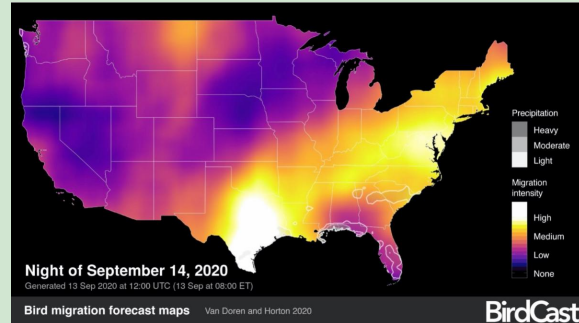 Precipitation
Heavy
Moderate
Light
Migration
intensity
High
Medium
Low
None
Night of September 14, 2020
Generated 13 Sep 2020 at 12:00 UTC (13 Sep at 08:00 ET)
Bird migration forecast maps Van Doren and Horton 2020
BirdCast